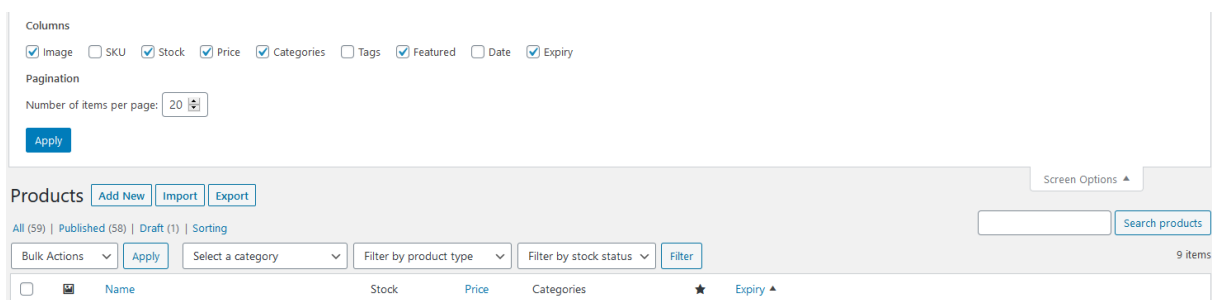 Columns
Image SKU Stock Price Categories Tags Featured Date Expiry
Pagination
Number of items per page: 20
Apply
Screen Options ▲
Products Add New Import Export
All (59) | Published (58) | Draft (1) | Sorting
Search products
Bulk Actions Apply Select a category Filter by product type Filter by stock status Filter 9 items
Name Stock Price Categories ★ Expiry ▲